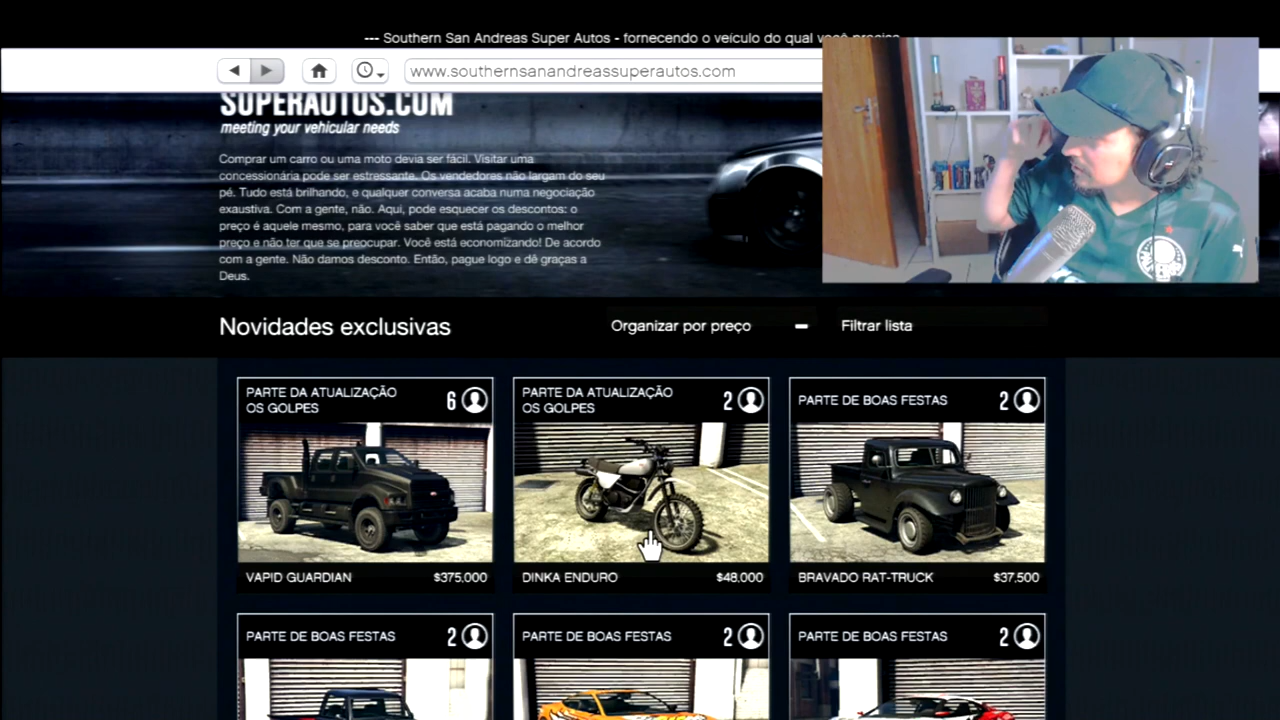 --- Southern San Andreas Super Autos - fornecendo o veículo do qual você precisa
www.southernsanandreassuperautos.com
SUPERAUTOS.COM
meeting your vehicular needs
Comprar um carro ou uma moto devia ser fácil. Visitar uma
concessionária pode ser estressante. Os vendedores não largam do seu
pé. Tudo está brilhando, e qualquer conversa acaba numa negociação
exaustiva. Com a gente, não. Aqui, pode esquecer os descontos: o
preço é aquele mesmo, para você saber que está pagando o melhor
preço e não ter que se preocupar. Você está economizando! De acordo
com a gente. Não damos desconto. Então, pague logo e dê graças a
Deus.
Novidades exclusivas
Organizar por preço
Filtrar lista
PARTE DA ATUALIZAÇÃO
OS GOLPES
6
PARTE DA ATUALIZAÇÃO
OS GOLPES
2
PARTE DE BOAS FESTAS
2
VAPID GUARDIAN
$375,000
DINKA ENDURO
$48,000
BRAVADO RAT-TRUCK
$37,500
PARTE DE BOAS FESTAS
2
PARTE DE BOAS FESTAS
2
PARTE DE BOAS FESTAS
2